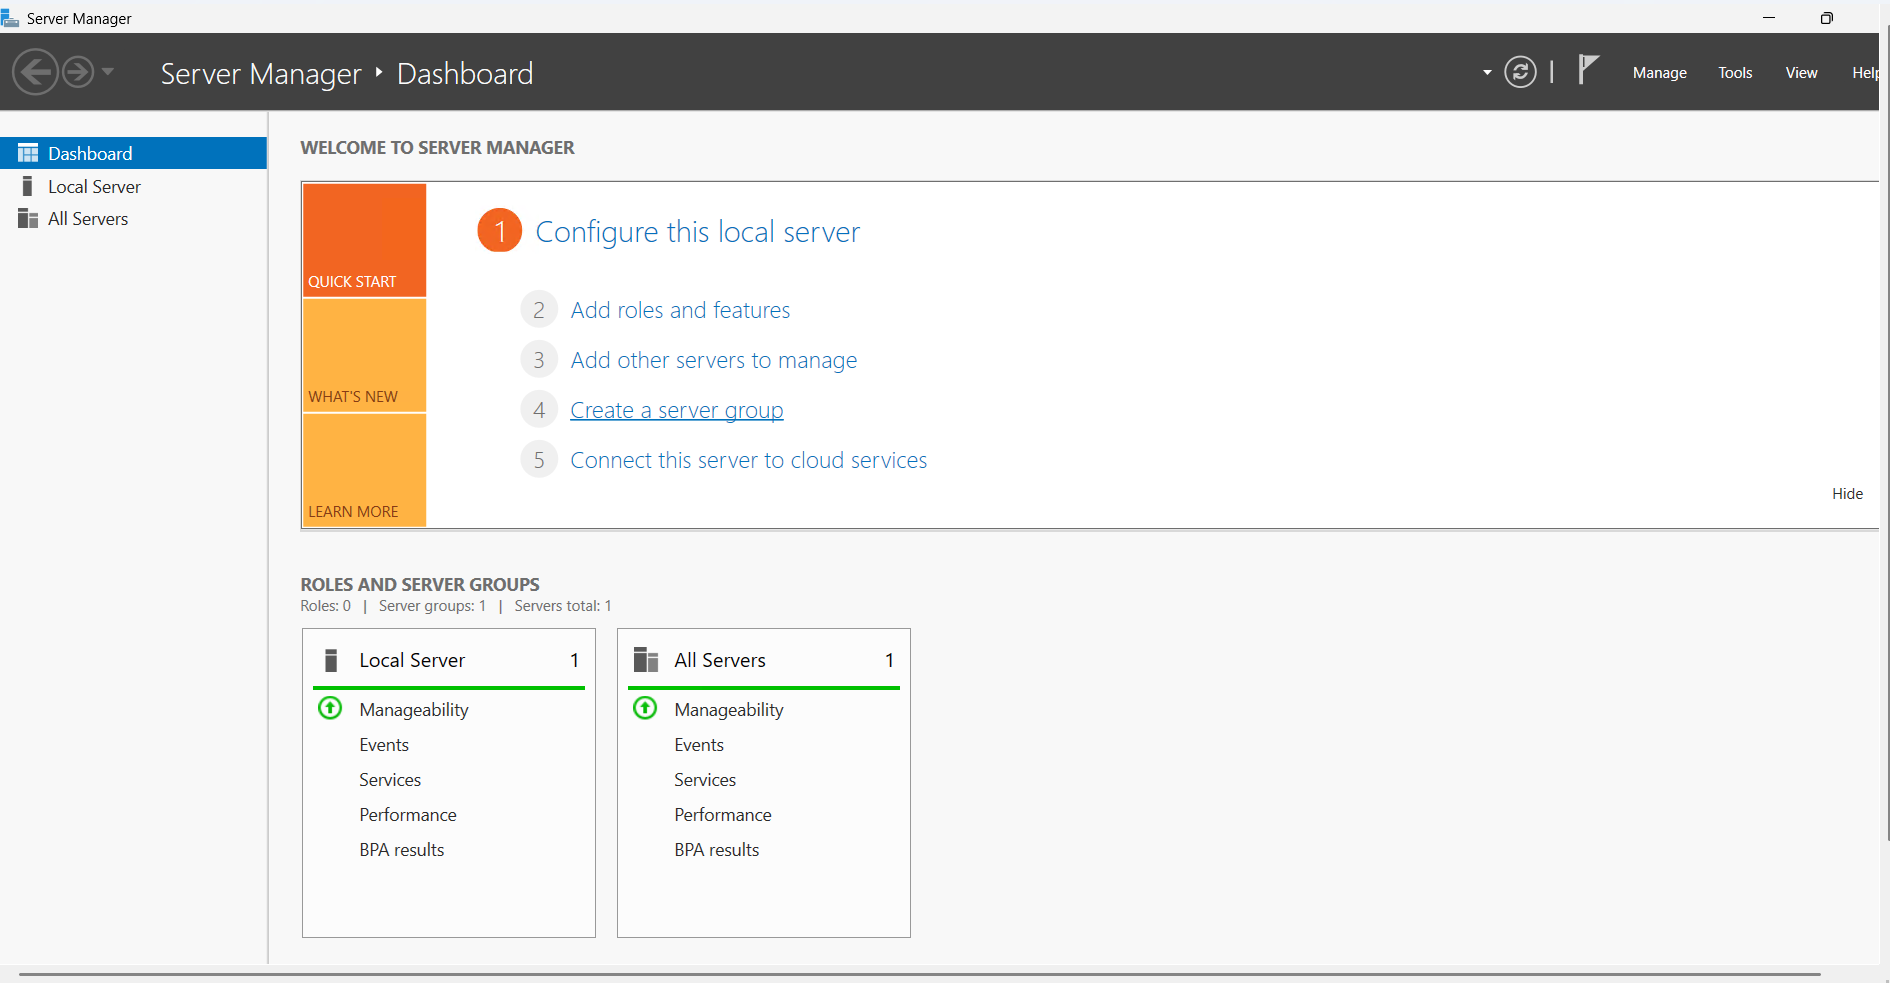 Server Manager
Server Manager ‣ Dashboard
Manage Tools View Help
Dashboard
Local Server
All Servers
WELCOME TO SERVER MANAGER
QUICK START
WHAT'S NEW
LEARN MORE
1 Configure this local server
2 Add roles and features
3 Add other servers to manage
4 Create a server group
5 Connect this server to cloud services
Hide
ROLES AND SERVER GROUPS
Roles: 0 | Server groups: 1 | Servers total: 1
Local Server 1
Manageability
Events
Services
Performance
BPA results
All Servers 1
Manageability
Events
Services
Performance
BPA results